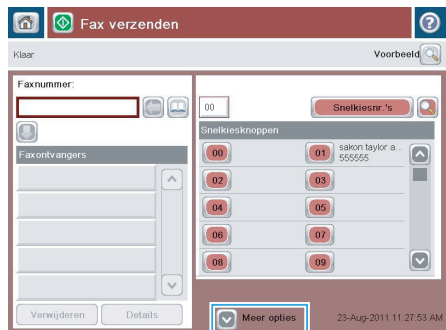 Fax verzenden
Klaar
Voorbeeld
Faxnummer:
00
Snelkiesnr.'s
Snelkiesknoppen
Faxontvangers
00
01 sakon taylor a...
555555
02 03
04 05
06 07
08 09
Verwijderen Details
Meer opties
23-Aug-2011 11:27:53 AM